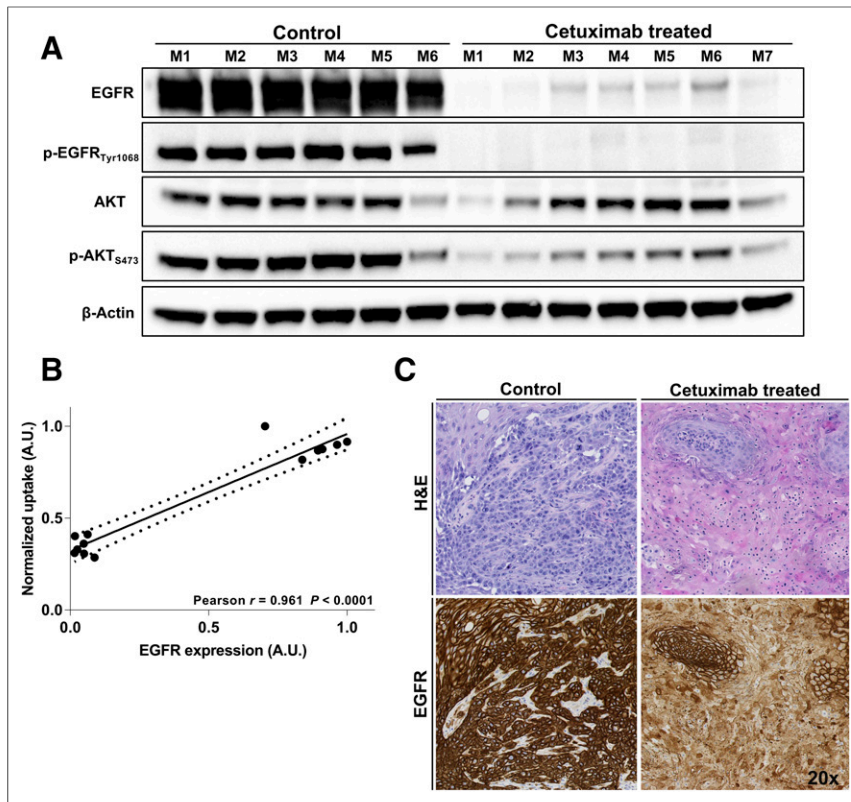 A
Control Cetuximab treated
M1 M2 M3 M4 M5 M6 M1 M2 M3 M4 M5 M6 M7
EGFR
p-EGFRTyr1068
AKT
p-AKTS473
β-Actin
B
1.0
0.5
0.0
Normalized uptake (A.U.)
Pearson r = 0.961 P < 0.0001
0.0 0.5 1.0
EGFR expression (A.U.)
C
Control Cetuximab treated
H&E
EGFR
20x